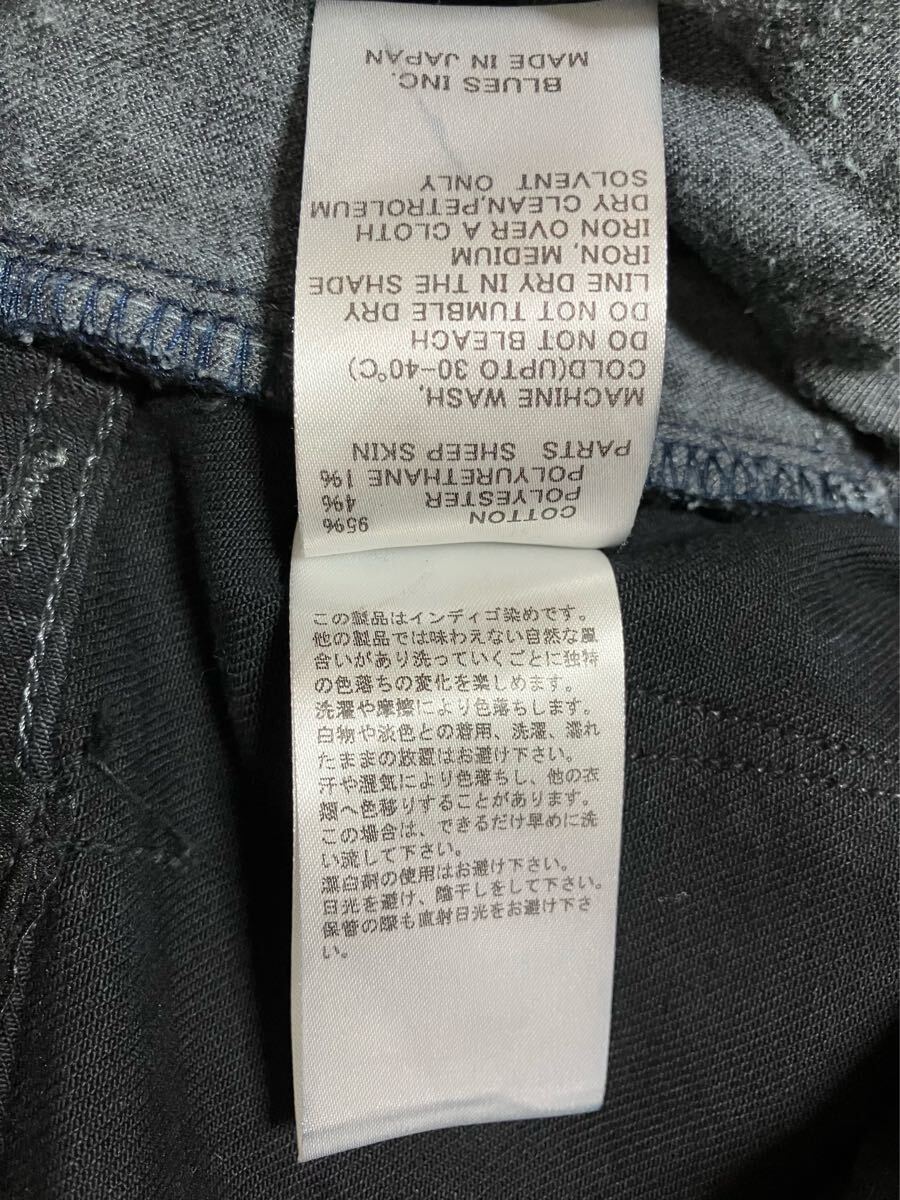 COTTON 95%
POLYESTER 4%
POLYURETHANE 1%
PARTS SHEEP SKIN
MACHINE WASH,
COLD(UPTO 30-40°C)
DO NOT BLEACH
DO NOT TUMBLE DRY
LINE DRY IN THE SHADE
IRON, MEDIUM
IRON OVER A CLOTH
DRY CLEAN,PETROLEUM
SOLVENT ONLY
BLUES INC.
MADE IN JAPAN
この製品はインディゴ染めです。
他の製品では味わえない自然な風
合いがあり洗っていくごとに独特
の色落ちの変化を楽しめます。
洗濯や摩擦により色落ちします。
白物や淡色との着用、洗濯、濡れ
たままの放置はお避け下さい。
汗や湿気により色落ちし、他の衣
類へ色移りすることがあります。
この場合は、できるだけ早めに洗
い流して下さい。
漂白剤の使用はお避け下さい。
日光を避け、陰干しをして下さい。
保管の際も直射日光をお避け下さ
い。